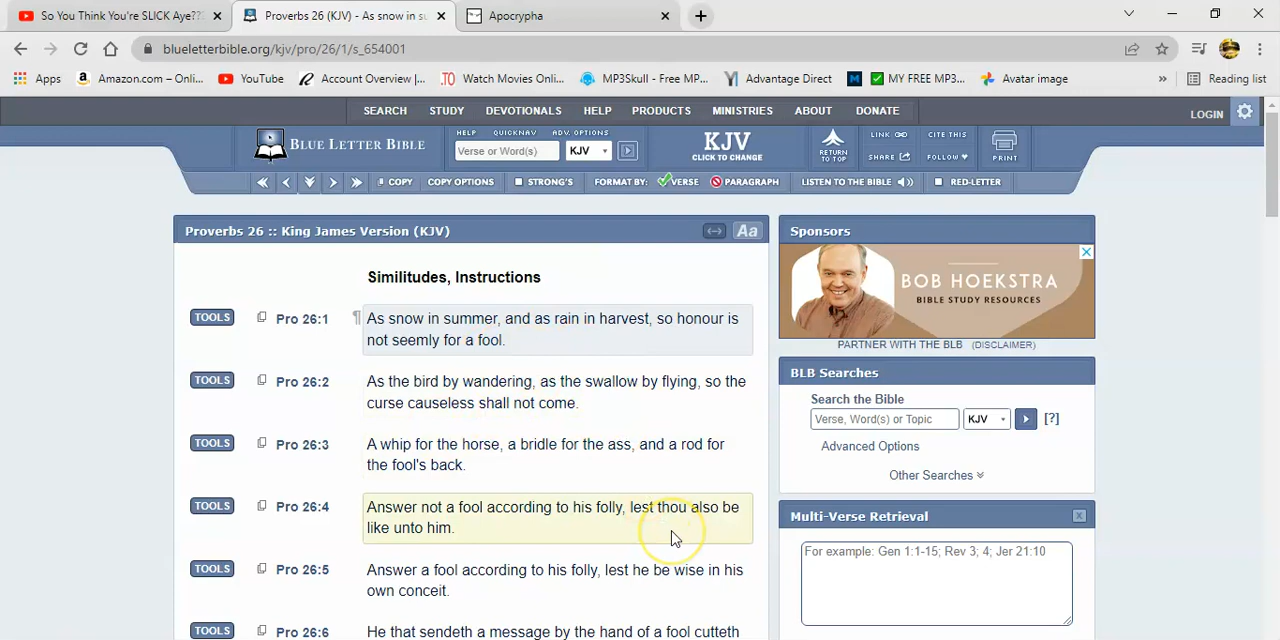 So You Think You're SLICK Aye??
Proverbs 26 (KJV) - As snow in su
Apocrypha
blueletterbible.org/kjv/pro/26/1/s_654001
Apps
Amazon.com – Onli...
YouTube
Account Overview |...
Watch Movies Onlin...
MP3Skull - Free MP...
Advantage Direct
MY FREE MP3...
Avatar image
»
Reading list
SEARCH STUDY DEVOTIONALS HELP PRODUCTS MINISTRIES ABOUT DONATE
LOGIN
BLUE LETTER BIBLE
HELP QUICKNAV ADV. OPTIONS
Verse or Word(s)
KJV
KJV
CLICK TO CHANGE
RETURN
TO TOP
LINK
CITE THIS
SHARE
FOLLOW
PRINT
COPY COPY OPTIONS STRONG'S FORMAT BY: VERSE PARAGRAPH LISTEN TO THE BIBLE RED-LETTER
Proverbs 26 :: King James Version (KJV)
Aa
Similitudes, Instructions
TOOLS Pro 26:1 ¶ As snow in summer, and as rain in harvest, so honour is
not seemly for a fool.
TOOLS Pro 26:2 As the bird by wandering, as the swallow by flying, so the
curse causeless shall not come.
TOOLS Pro 26:3 A whip for the horse, a bridle for the ass, and a rod for
the fool's back.
TOOLS Pro 26:4 Answer not a fool according to his folly, lest thou also be
like unto him.
TOOLS Pro 26:5 Answer a fool according to his folly, lest he be wise in his
own conceit.
TOOLS Pro 26:6 He that sendeth a message by the hand of a fool cutteth
Sponsors
BOB HOEKSTRA
BIBLE STUDY RESOURCES
PARTNER WITH THE BLB (DISCLAIMER)
BLB Searches
Search the Bible
Verse, Word(s) or Topic
KJV
[?]
Advanced Options
Other Searches
Multi-Verse Retrieval
For example: Gen 1:1-15; Rev 3; 4; Jer 21:10